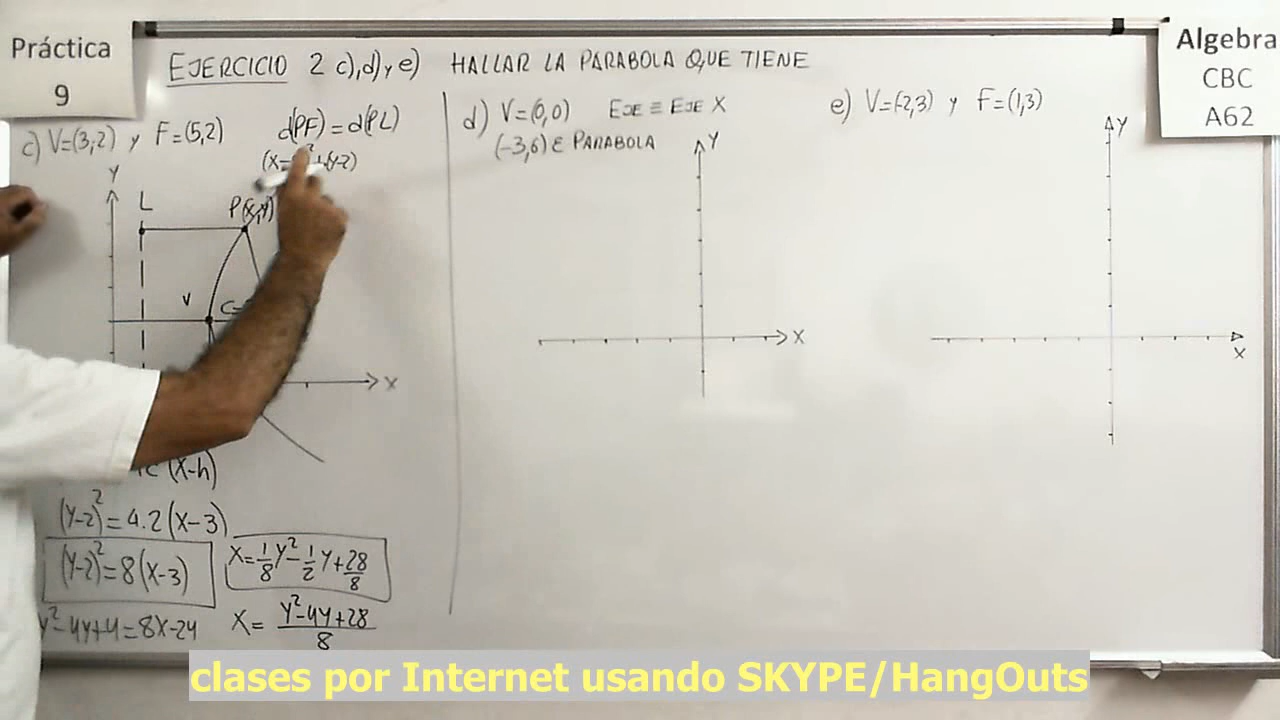 Práctica
9
Algebra
CBC
A62
EJERCICIO 2 c), d) y e) HALLAR LA PARABOLA QUE TIENE
c) V=(3,2) y F=(5,2)
d(PF)=d(PL)
Y
L
P(x,y)
V
X
(X-h)
(y-2)²=4.2(x-3)
(y-2)²=8(x-3)
y²-4y+4=8x-24
X=1/8y²-1/2y+28/8
X= y²-4y+28
8
d) V=(0,0) EJE ≡ EJE X
(-3,6) ∈ PARABOLA
Y
X
e) V=(-2,3) y F=(1,3)
Y
X
clases por Internet usando SKYPE/HangOuts